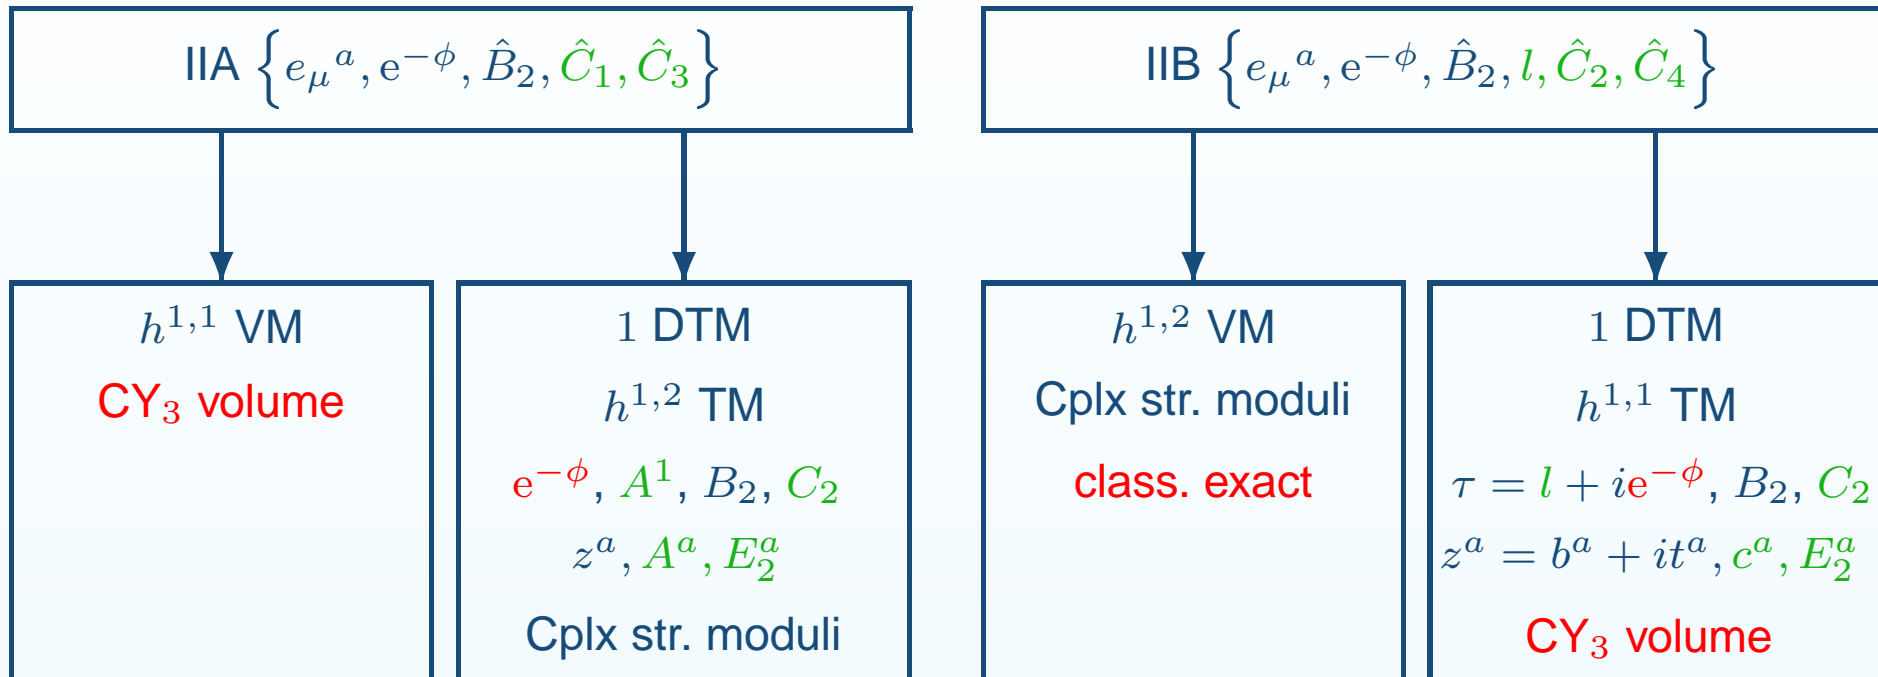 IIA {e_μ^a, e^{−ϕ}, B̂_2, Ĉ_1, Ĉ_3}
IIB {e_μ^a, e^{−ϕ}, B̂_2, l, Ĉ_2, Ĉ_4}
h^{1,1} VM
CY_3 volume
1 DTM
h^{1,2} TM
e^{−ϕ}, A^1, B_2, C_2
z^a, A^a, E_2^a
Cplx str. moduli
h^{1,2} VM
Cplx str. moduli
class. exact
1 DTM
h^{1,1} TM
τ = l + ie^{−ϕ}, B_2, C_2
z^a = b^a + it^a, c^a, E_2^a
CY_3 volume